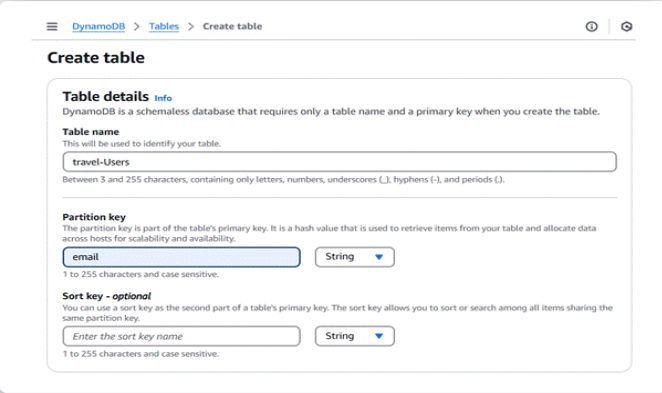 DynamoDB > Tables > Create table
Create table
Table details Info
DynamoDB is a schemaless database that requires only a table name and a primary key when you create the table.
Table name
This will be used to identify your table.
travel-Users
Between 3 and 255 characters, containing only letters, numbers, underscores (_), hyphens (-), and periods (.).
Partition key
The partition key is part of the table's primary key. It is a hash value that is used to retrieve items from your table and allocate data
across hosts for scalability and availability.
email String
1 to 255 characters and case sensitive.
Sort key - optional
You can use a sort key as the second part of a table's primary key. The sort key allows you to sort or search among all items sharing the
same partition key.
Enter the sort key name String
1 to 255 characters and case sensitive.